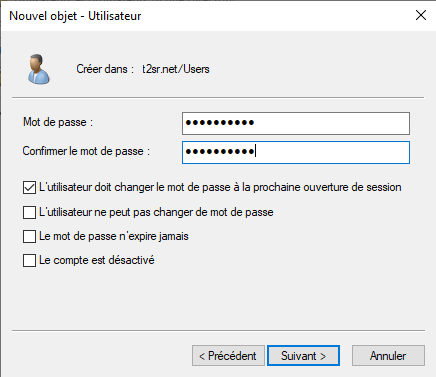 Nouvel objet - Utilisateur
Créer dans : t2sr.net/Users
Mot de passe : ●●●●●●●●●●
Confirmer le mot de passe : ●●●●●●●●●●
L'utilisateur doit changer le mot de passe à la prochaine ouverture de session
L'utilisateur ne peut pas changer de mot de passe
Le mot de passe n'expire jamais
Le compte est désactivé
< Précédent Suivant > Annuler